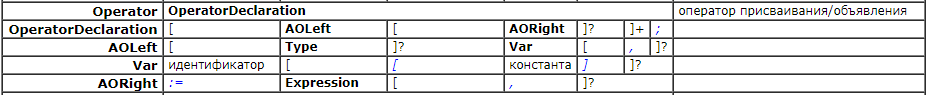 Operator OperatorDeclaration оператор присваивания/объявления
OperatorDeclaration [ AOLeft [ AORight ]? ]+ ;
AOLeft [ Type ]? Var [ , ]?
Var идентификатор [ [ константа ] ]?
AORight := Expression [ , ]?